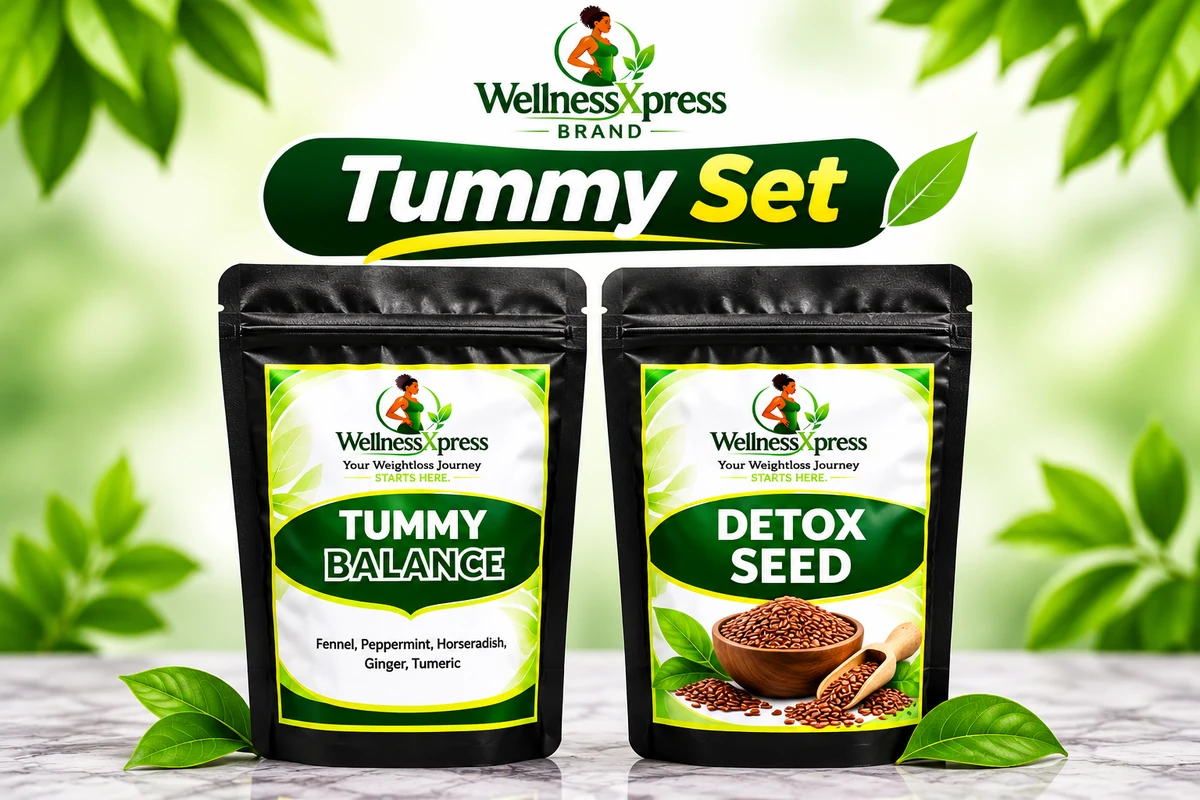 WellnessXpress
BRAND
Tummy Set
WellnessXpress
Your Weightloss Journey
STARTS HERE.
TUMMY
BALANCE
Fennel, Peppermint, Horseradish,
Ginger, Tumeric
WellnessXpress
Your Weightloss Journey
STARTS HERE.
DETOX
SEED